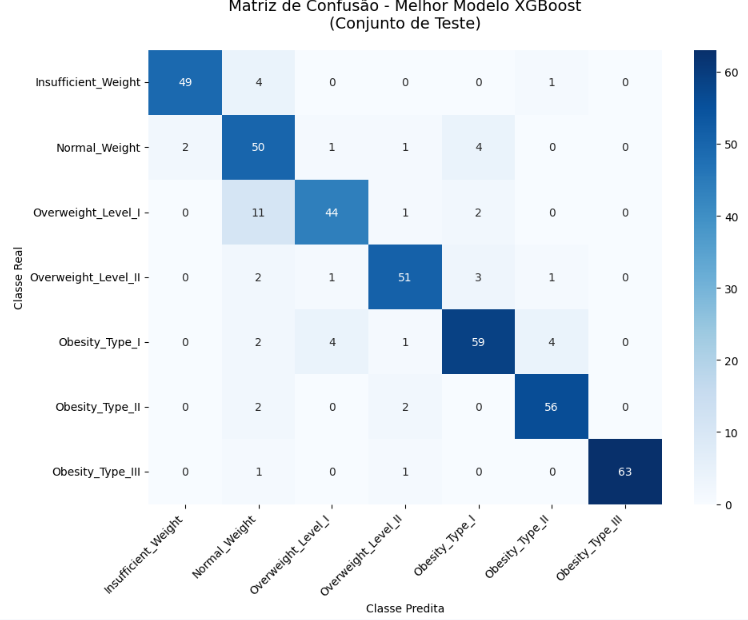 Matriz de Confusão - Melhor Modelo XGBoost
(Conjunto de Teste)
Insufficient_Weight 49 4 0 0 0 1 0
Normal_Weight 2 50 1 1 4 0 0
Overweight_Level_I 0 11 44 1 2 0 0
Overweight_Level_II 0 2 1 51 3 1 0
Obesity_Type_I 0 2 4 1 59 4 0
Obesity_Type_II 0 2 0 2 0 56 0
Obesity_Type_III 0 1 0 1 0 0 63
Classe Real
Insufficient_Weight
Normal_Weight
Overweight_Level_I
Overweight_Level_II
Obesity_Type_I
Obesity_Type_II
Obesity_Type_III
Classe Predita
60
50
40
30
20
10
0